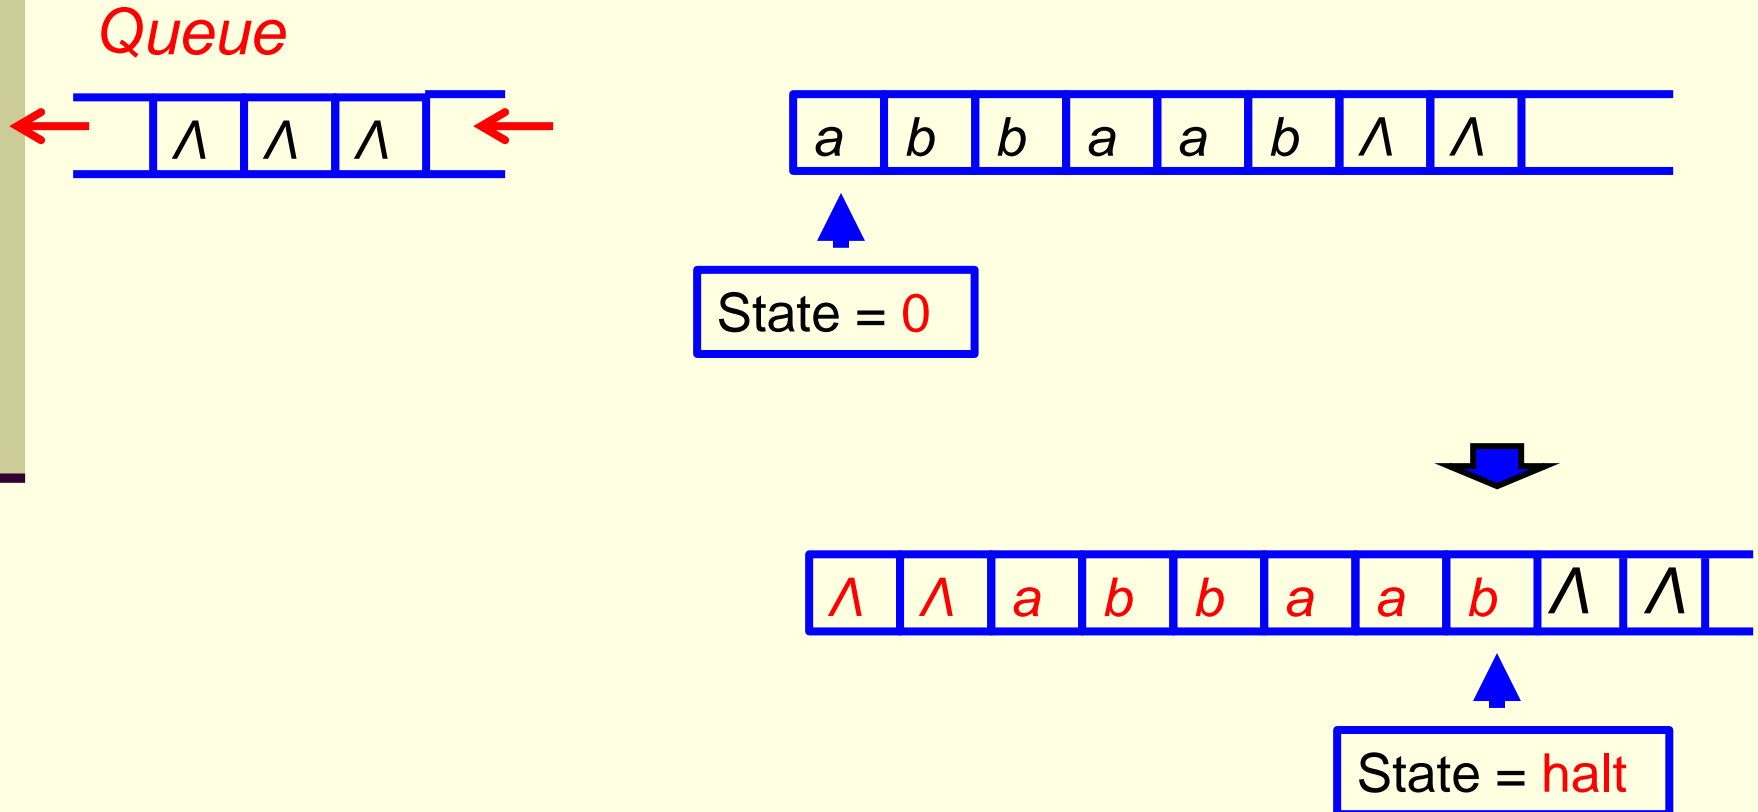 Queue
Λ Λ Λ
a b b a a b Λ Λ
State = 0
Λ Λ a b b a a b Λ Λ
State = halt